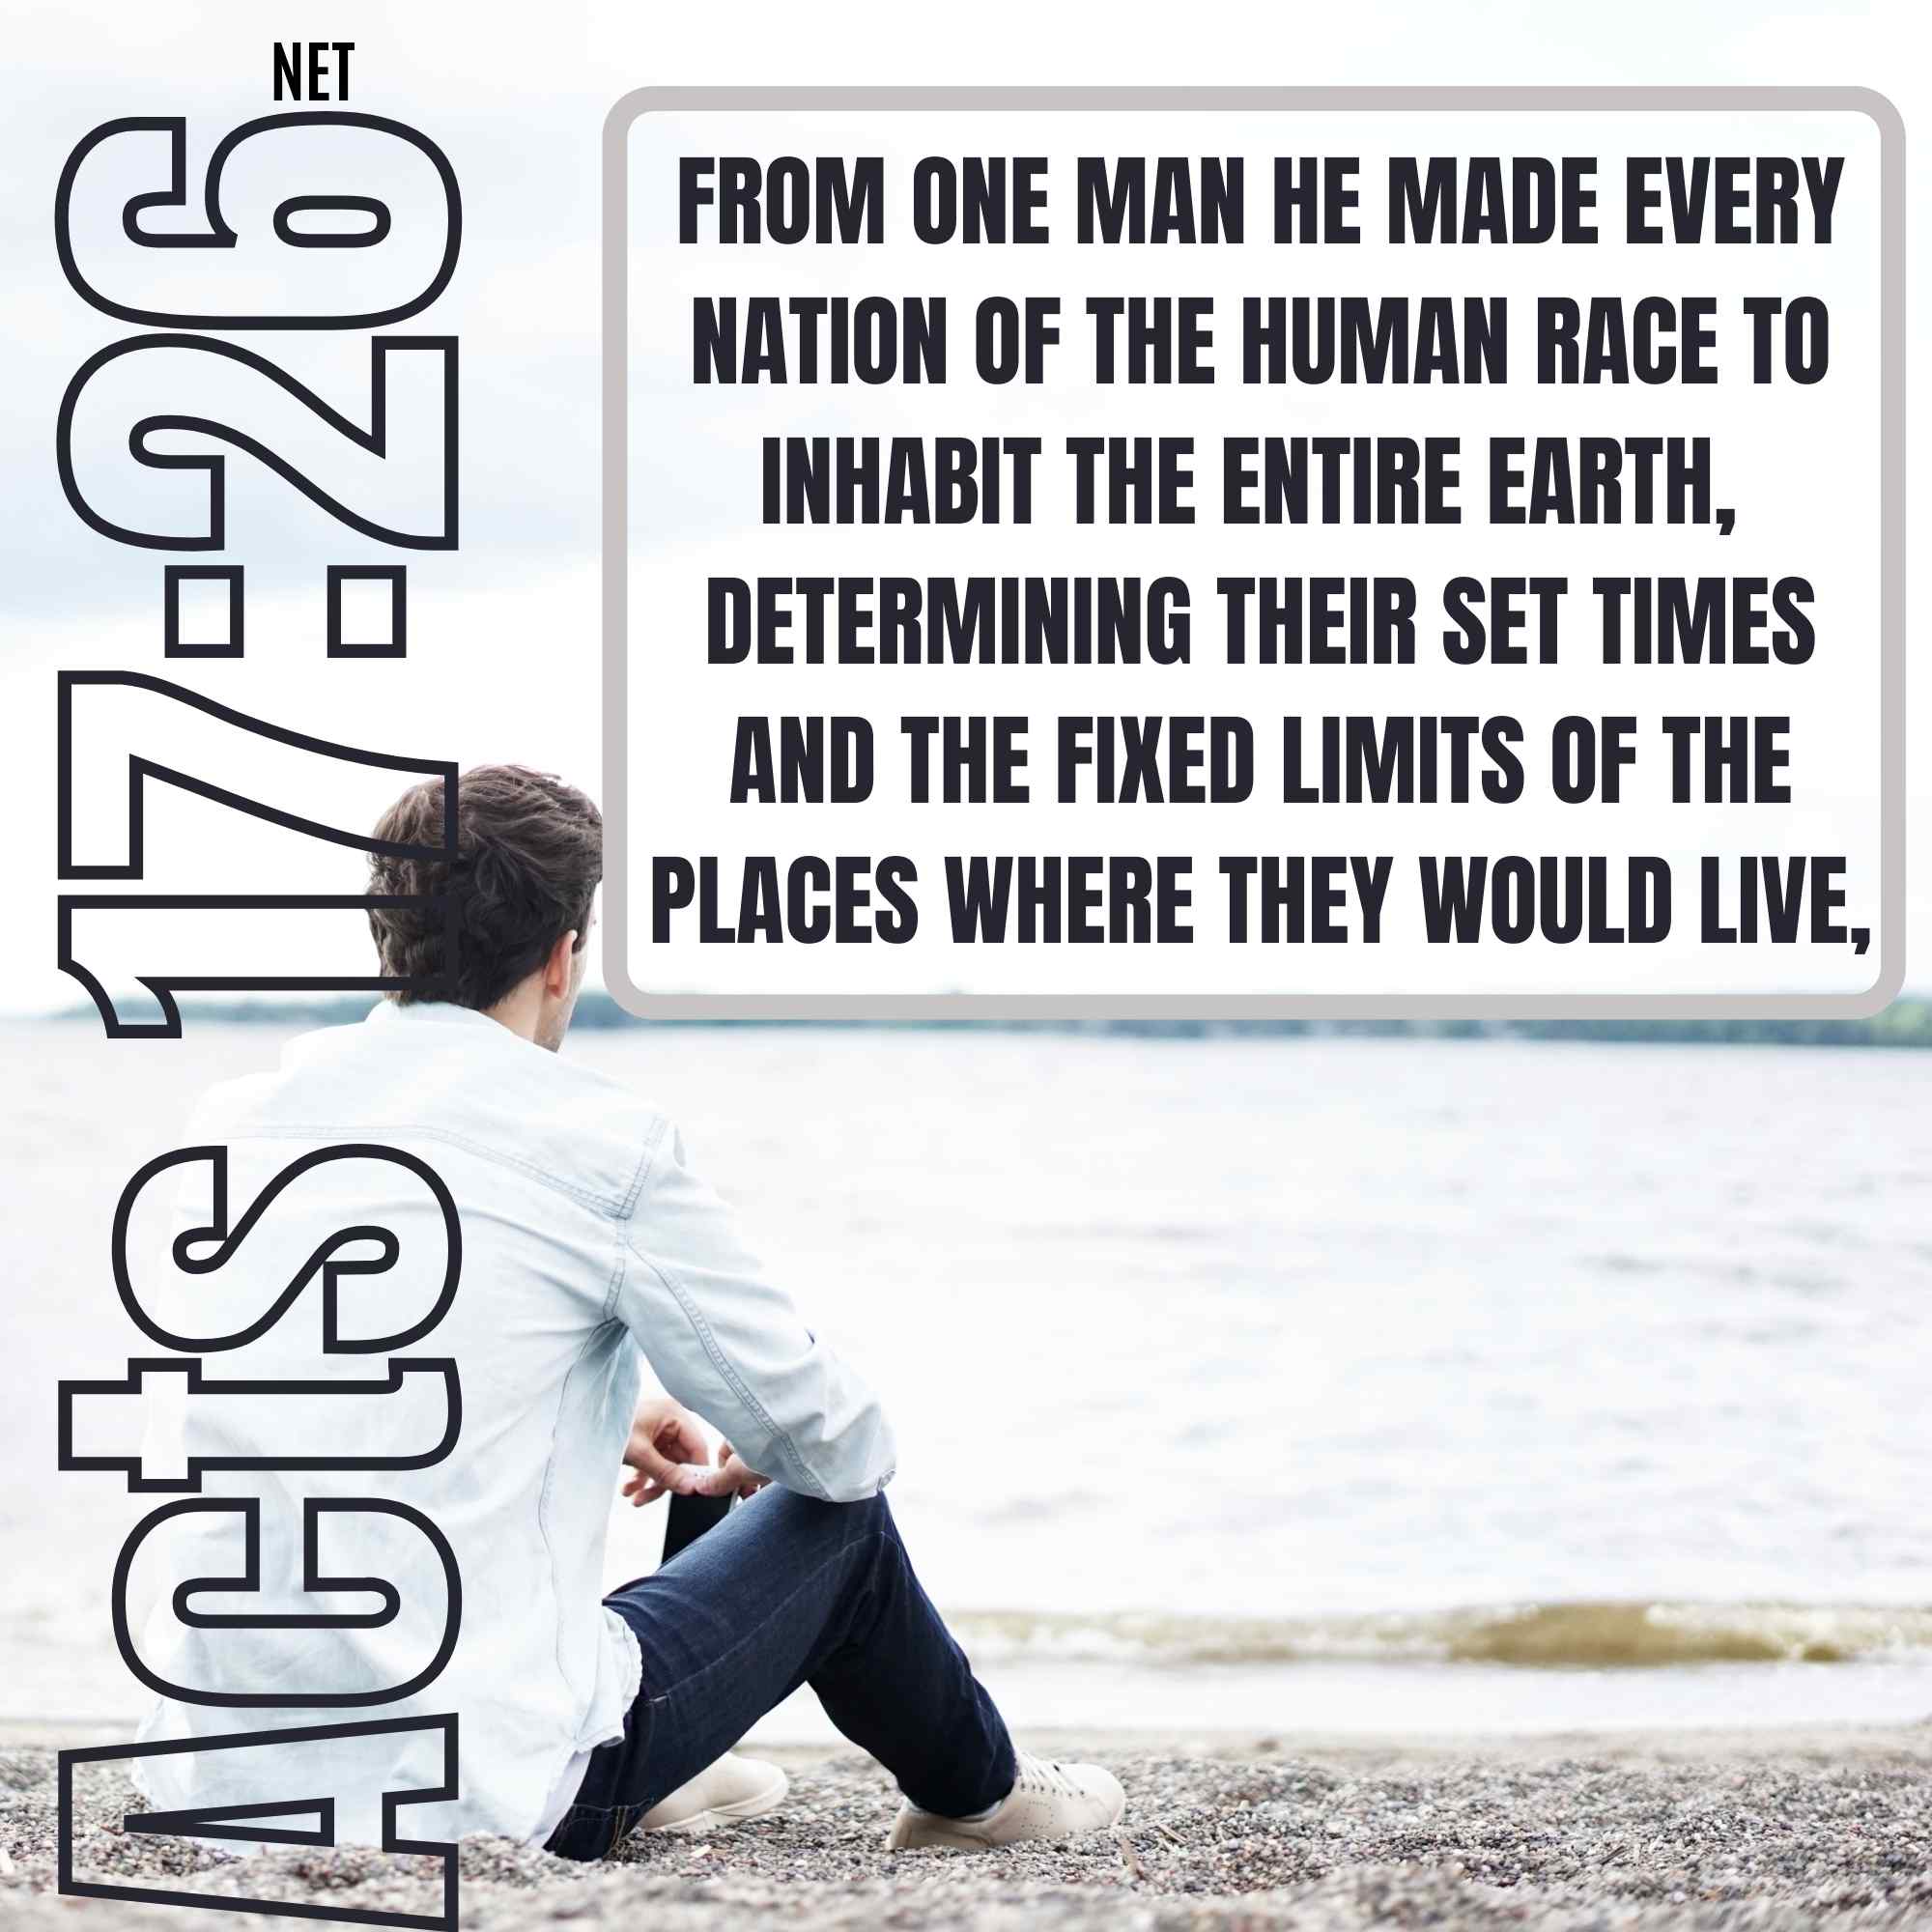 NET
Acts 17:26
FROM ONE MAN HE MADE EVERY
NATION OF THE HUMAN RACE TO
INHABIT THE ENTIRE EARTH,
DETERMINING THEIR SET TIMES
AND THE FIXED LIMITS OF THE
PLACES WHERE THEY WOULD LIVE,